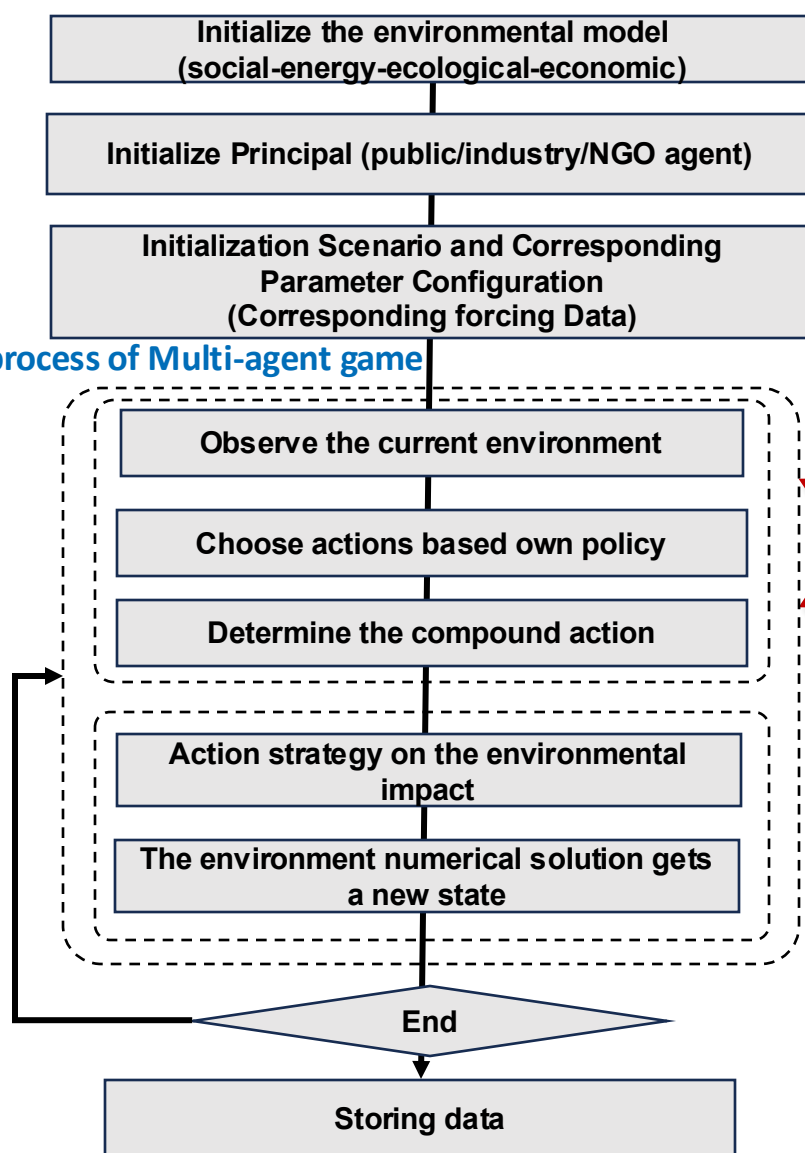 Initialize the environmental model
(social-energy-ecological-economic)
Initialize Principal (public/industry/NGO agent)
Initialization Scenario and Corresponding
Parameter Configuration
(Corresponding forcing Data)
process of Multi-agent game
Observe the current environment
Choose actions based own policy
Determine the compound action
Action strategy on the environmental
impact
The environment numerical solution gets
a new state
End
Storing data